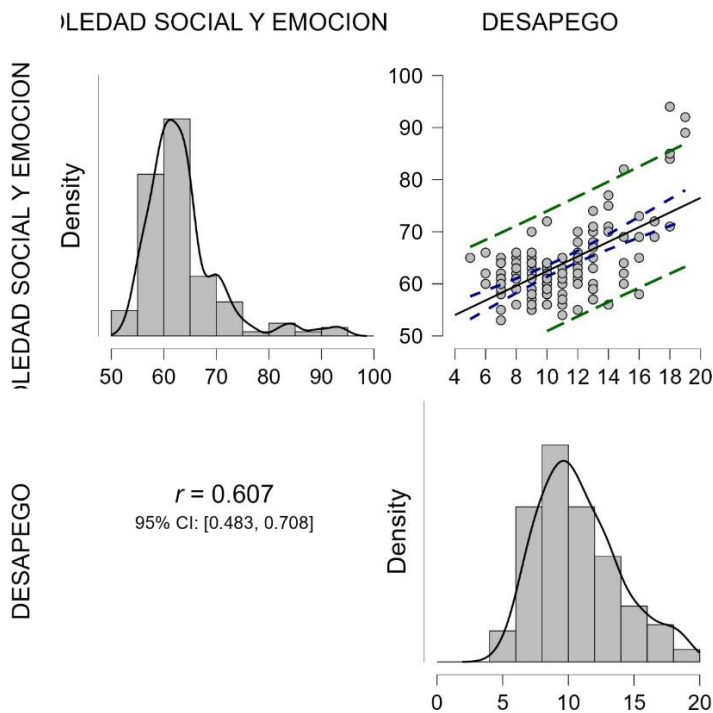 OLEDAD SOCIAL Y EMOCION
DESAPEGO
OLEDAD SOCIAL Y EMOCION
Density
50 60 70 80 90 100
100
90
80
70
60
50
4 6 8 10 12 14 16 18 20
DESAPEGO
r = 0.607
95% CI: [0.483, 0.708]
Density
0 5 10 15 20